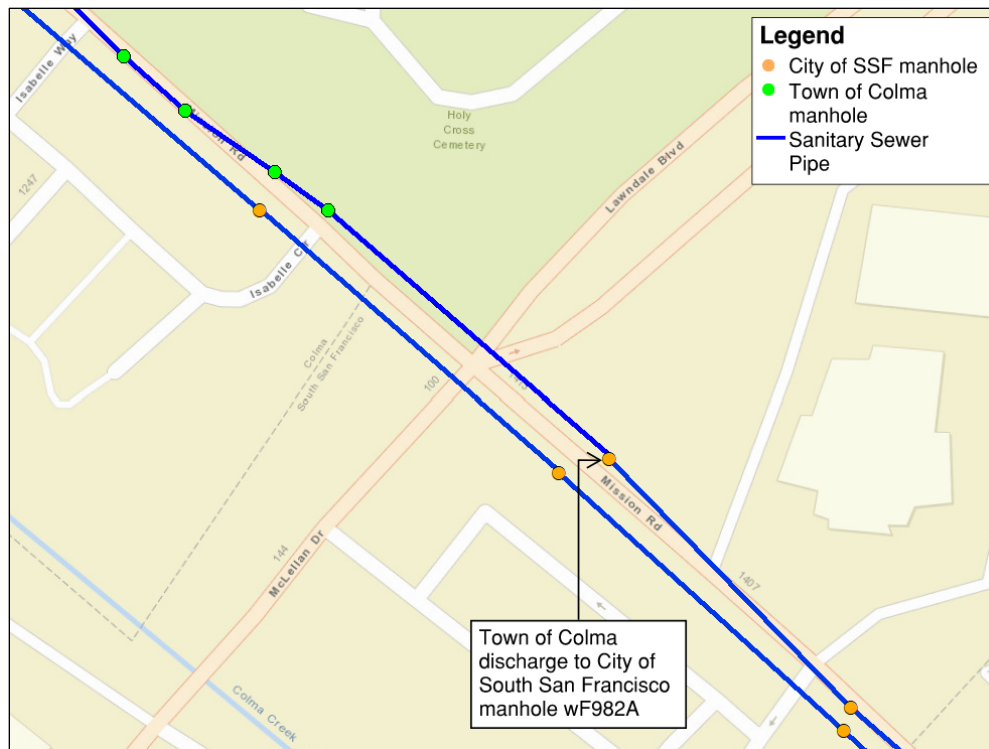 Legend
City of SSF manhole
Town of Colma
manhole
Sanitary Sewer
Pipe
Isabelle Way
Holy
Cross
Cemetery
Lawndale Blvd
1247
Isabelle Cir
Colma
South San Francisco
100
Mission Rd
144
McLellan Dr
1407
Town of Colma
discharge to City of
South San Francisco
manhole wF982A
Colma Creek